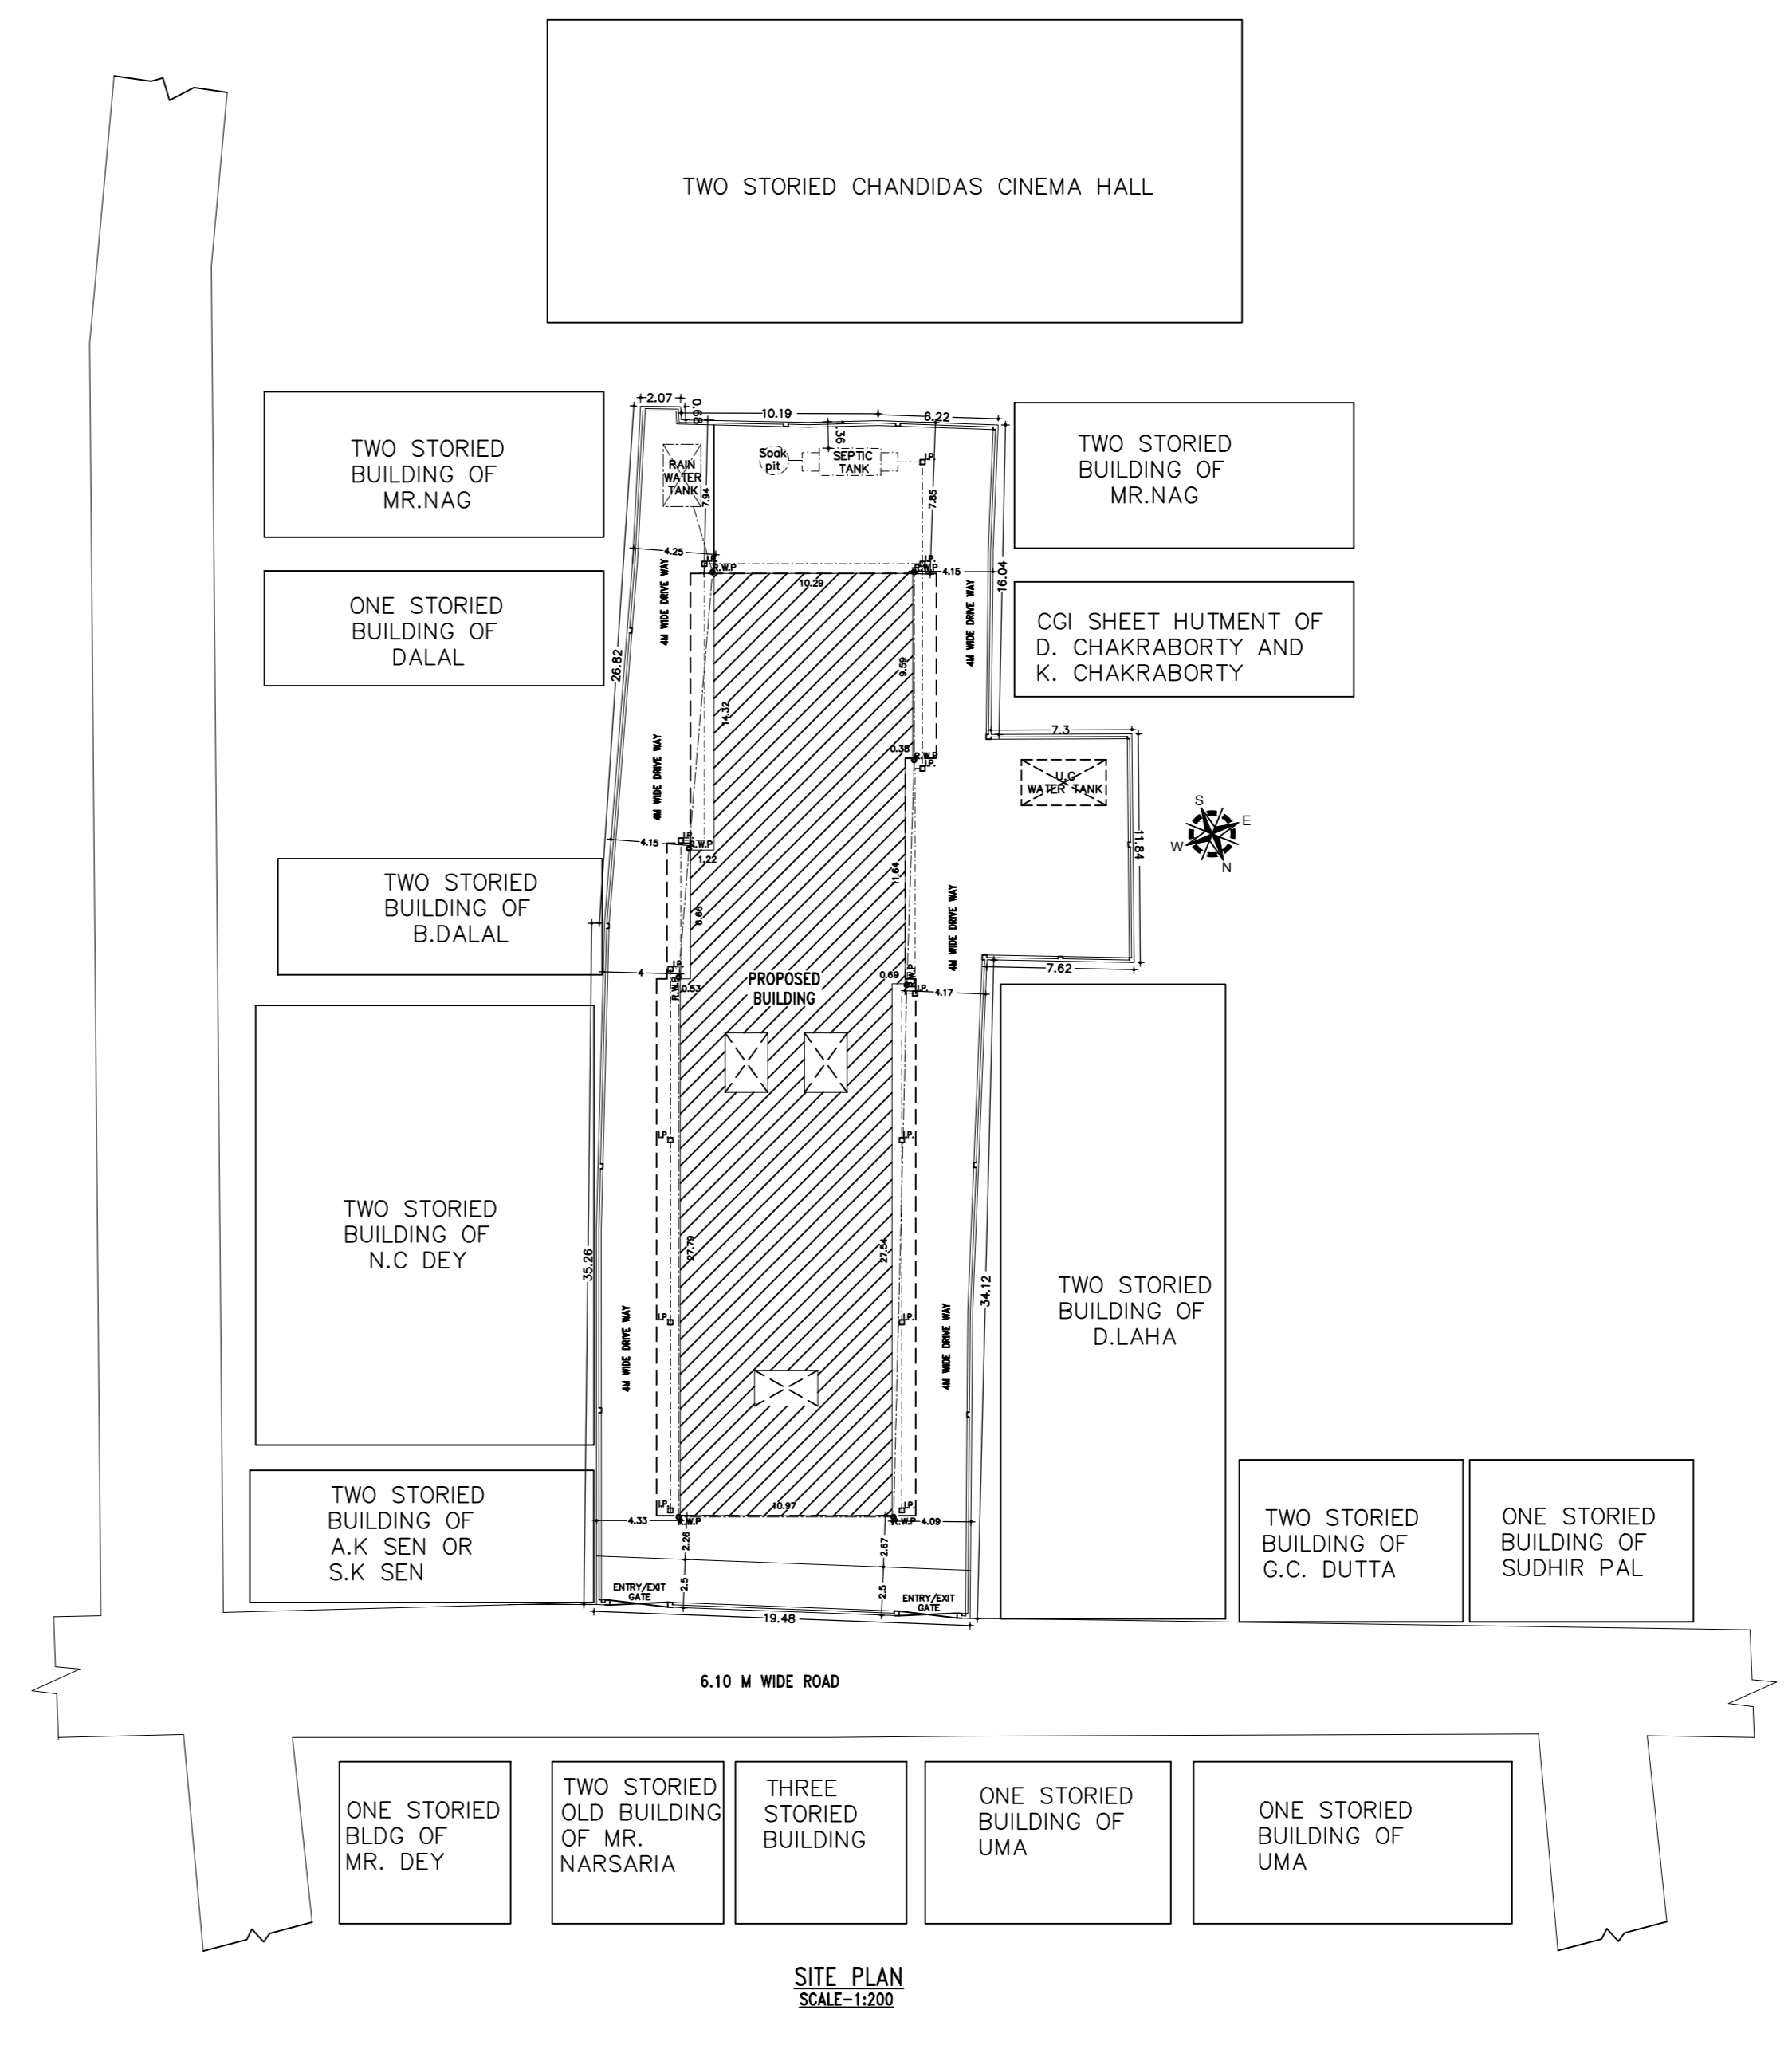 TWO STORIED CHANDIDAS CINEMA HALL
TWO STORIED
BUILDING OF
MR.NAG
2.07
0.68
10.19
6.22
1.36
RAIN
WATER
TANK
Soak
pit
SEPTIC
TANK
I.P.
7.94
7.85
TWO STORIED
BUILDING OF
MR.NAG
4.25
I.P.
R.W.P
10.29
I.P.
R.W.P
4.15
16.04
ONE STORIED
BUILDING OF
DALAL
4M WIDE DRIVE WAY
26.82
14.32
9.59
4M WIDE DRIVE WAY
CGI SHEET HUTMENT OF
D. CHAKRABORTY AND
K. CHAKRABORTY
4M WIDE DRIVE WAY
0.35
R.W.P
I.P.
7.3
U.G
WATER TANK
S
E
W
N
11.84
4.15
I.P.
R.W.P
1.22
TWO STORIED
BUILDING OF
B.DALAL
6.66
11.64
4M WIDE DRIVE WAY
4
I.P.
R.W.P
0.53
PROPOSED
BUILDING
0.69
R.W.P
I.P.
4.17
7.62
I.P.
I.P.
TWO STORIED
BUILDING OF
N.C DEY
35.26
27.79
27.54
34.12
TWO STORIED
BUILDING OF
D.LAHA
I.P.
I.P.
4M WIDE DRIVE WAY
4M WIDE DRIVE WAY
TWO STORIED
BUILDING OF
A.K SEN OR
S.K SEN
I.P.
10.97
I.P.
4.33
R.W.P
R.W.P
4.09
2.26
2.67
2.5
2.5
ENTRY/EXIT
GATE
ENTRY/EXIT
GATE
19.48
TWO STORIED
BUILDING OF
G.C. DUTTA
ONE STORIED
BUILDING OF
SUDHIR PAL
6.10 M WIDE ROAD
ONE STORIED
BLDG OF
MR. DEY
TWO STORIED
OLD BUILDING
OF MR.
NARSARIA
THREE
STORIED
BUILDING
ONE STORIED
BUILDING OF
UMA
ONE STORIED
BUILDING OF
UMA
SITE PLAN
SCALE-1:200